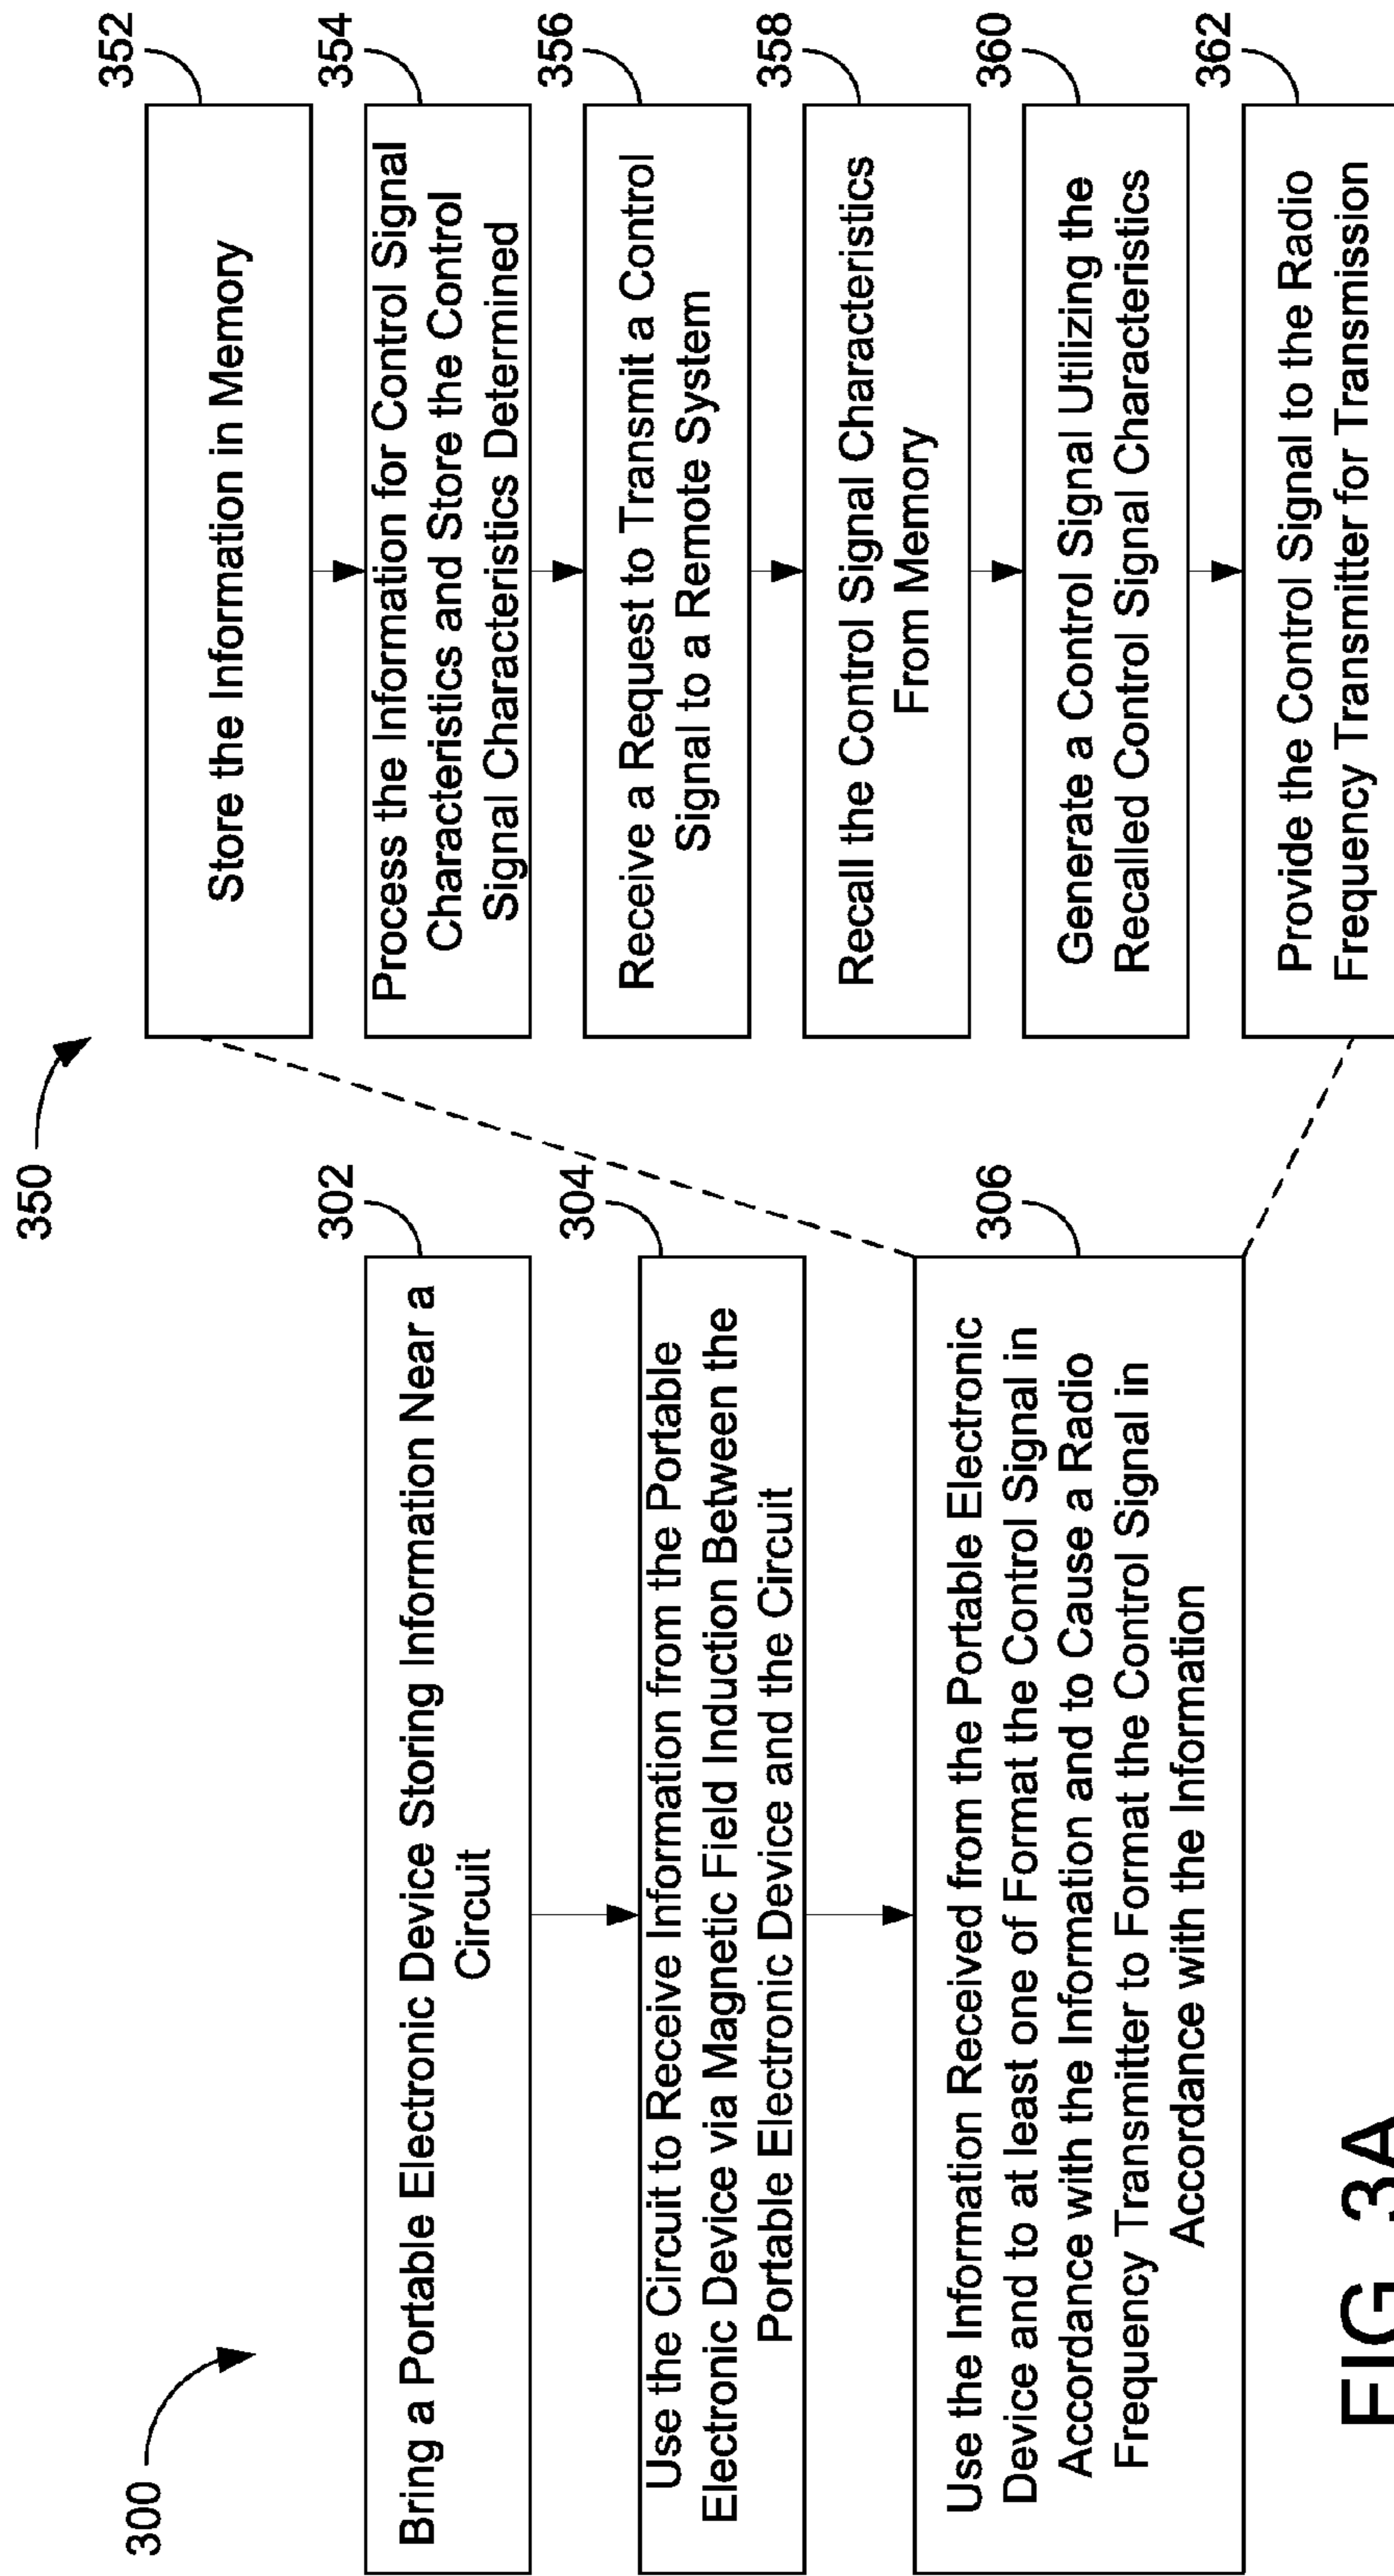 300
Bring a Portable Electronic Device Storing Information Near a
Circuit
302
Use the Circuit to Receive Information from the Portable
Electronic Device via Magnetic Field Induction Between the
Portable Electronic Device and the Circuit
304
Use the Information Received from the Portable Electronic
Device and to at least one of Format the Control Signal in
Accordance with the Information and to Cause a Radio
Frequency Transmitter to Format the Control Signal in
Accordance with the Information
306
350
Store the Information in Memory
352
Process the Information for Control Signal
Characteristics and Store the Control
Signal Characteristics Determined
354
Receive a Request to Transmit a Control
Signal to a Remote System
356
Recall the Control Signal Characteristics
From Memory
358
Generate a Control Signal Utilizing the
Recalled Control Signal Characteristics
360
Provide the Control Signal to the Radio
Frequency Transmitter for Transmission
362
FIG. 3A